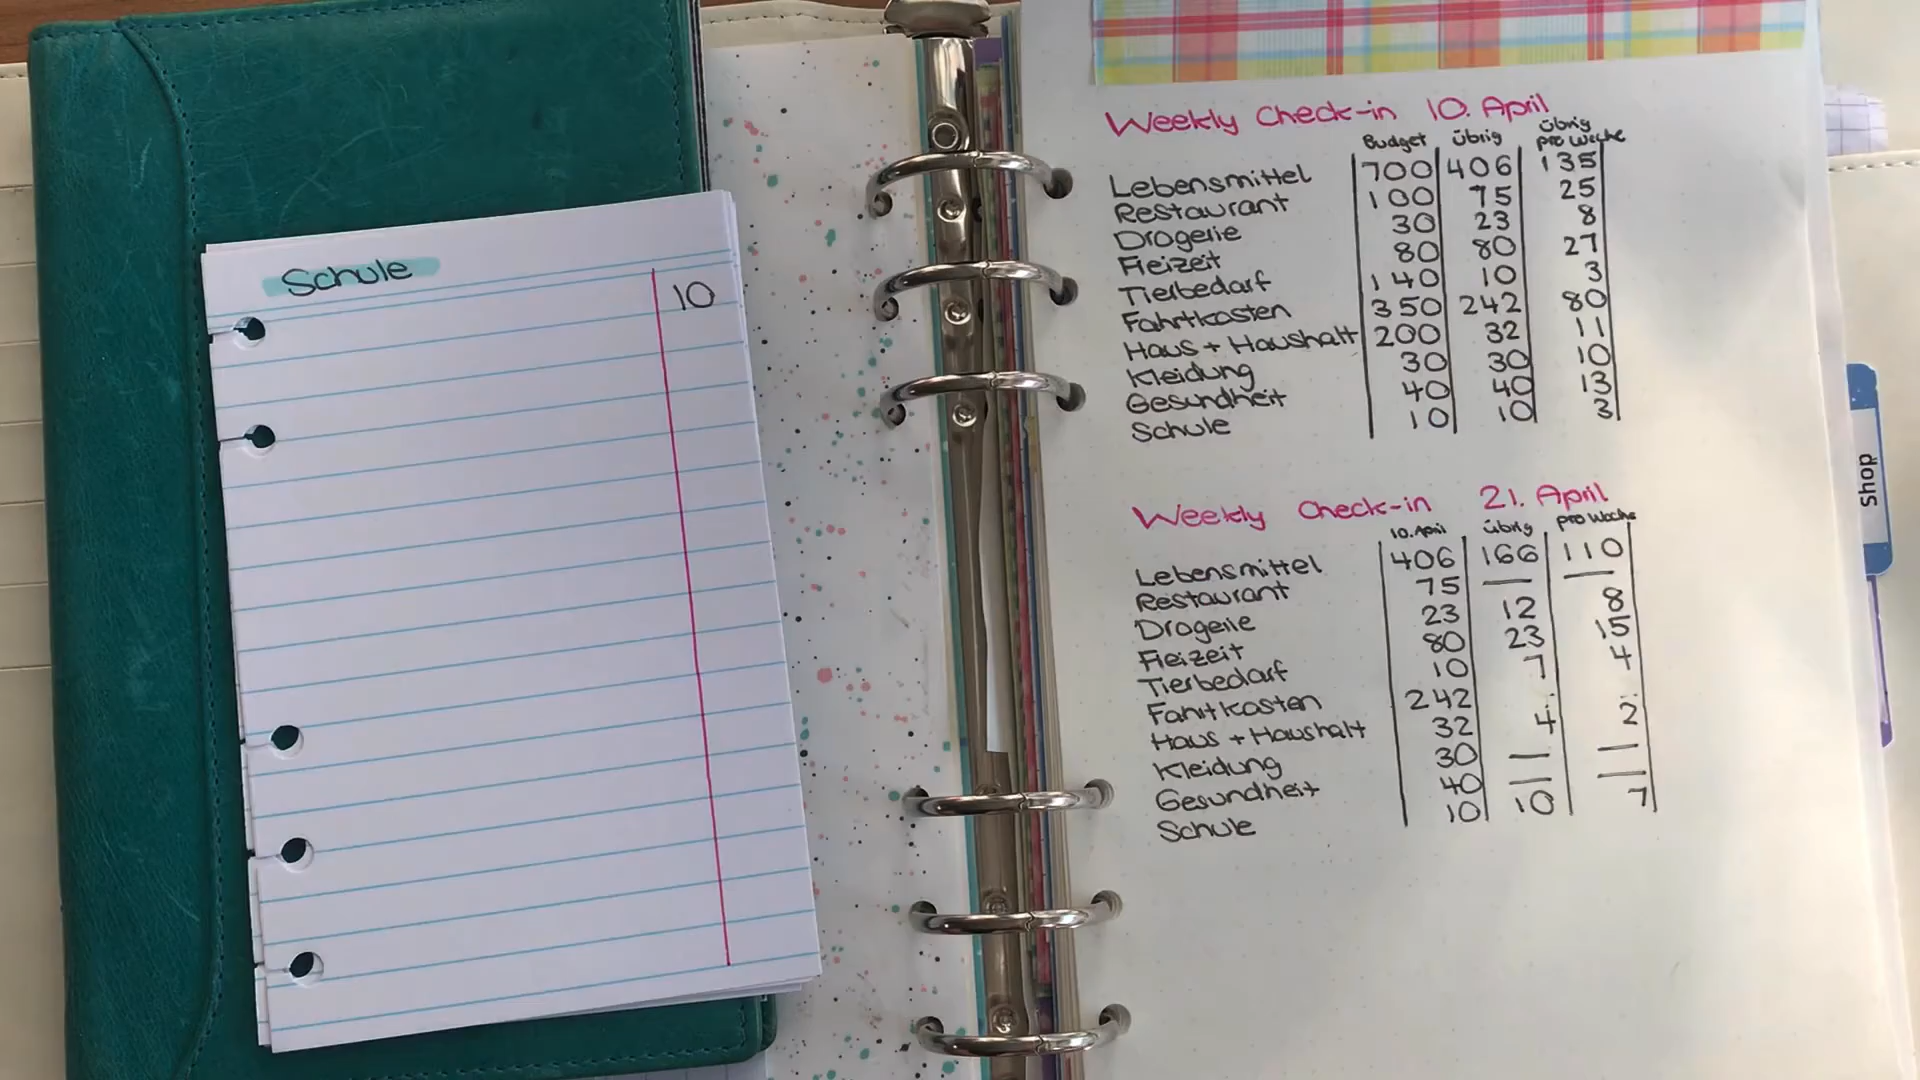 Schule
10
Weekly Check-in 10. April
Budget übrig übrig pro Woche
Lebensmittel 700 406 135
Restaurant 100 75 25
Drogerie 30 23 8
Freizeit 80 80 27
Tierbedarf 140 10 3
Fahrtkosten 350 242 80
Haus + Haushalt 200 32 11
Kleidung 30 30 10
Gesundheit 40 40 13
Schule 10 10 3
Weekly Check-in 21. April
10. April übrig pro Woche
Lebensmittel 406 166 110
Restaurant 75 — —
Drogerie 23 12 8
Freizeit 80 23 15
Tierbedarf 10 7 4
Fahrtkosten 242
Haus + Haushalt 32 4 2
Kleidung 30 — —
Gesundheit 40 — —
Schule 10 10 7
Shop